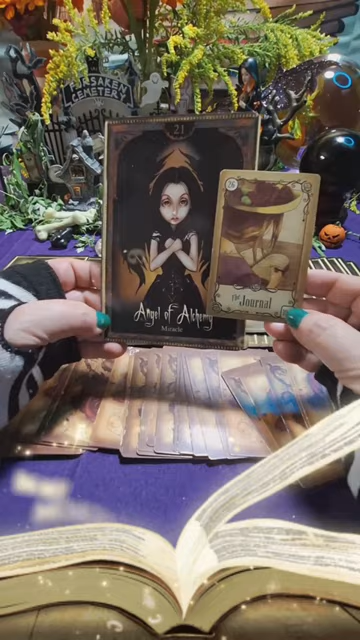 FORSAKEN
CEMETERY
21
Angel of Alchemy
Miracle
26
The Journal